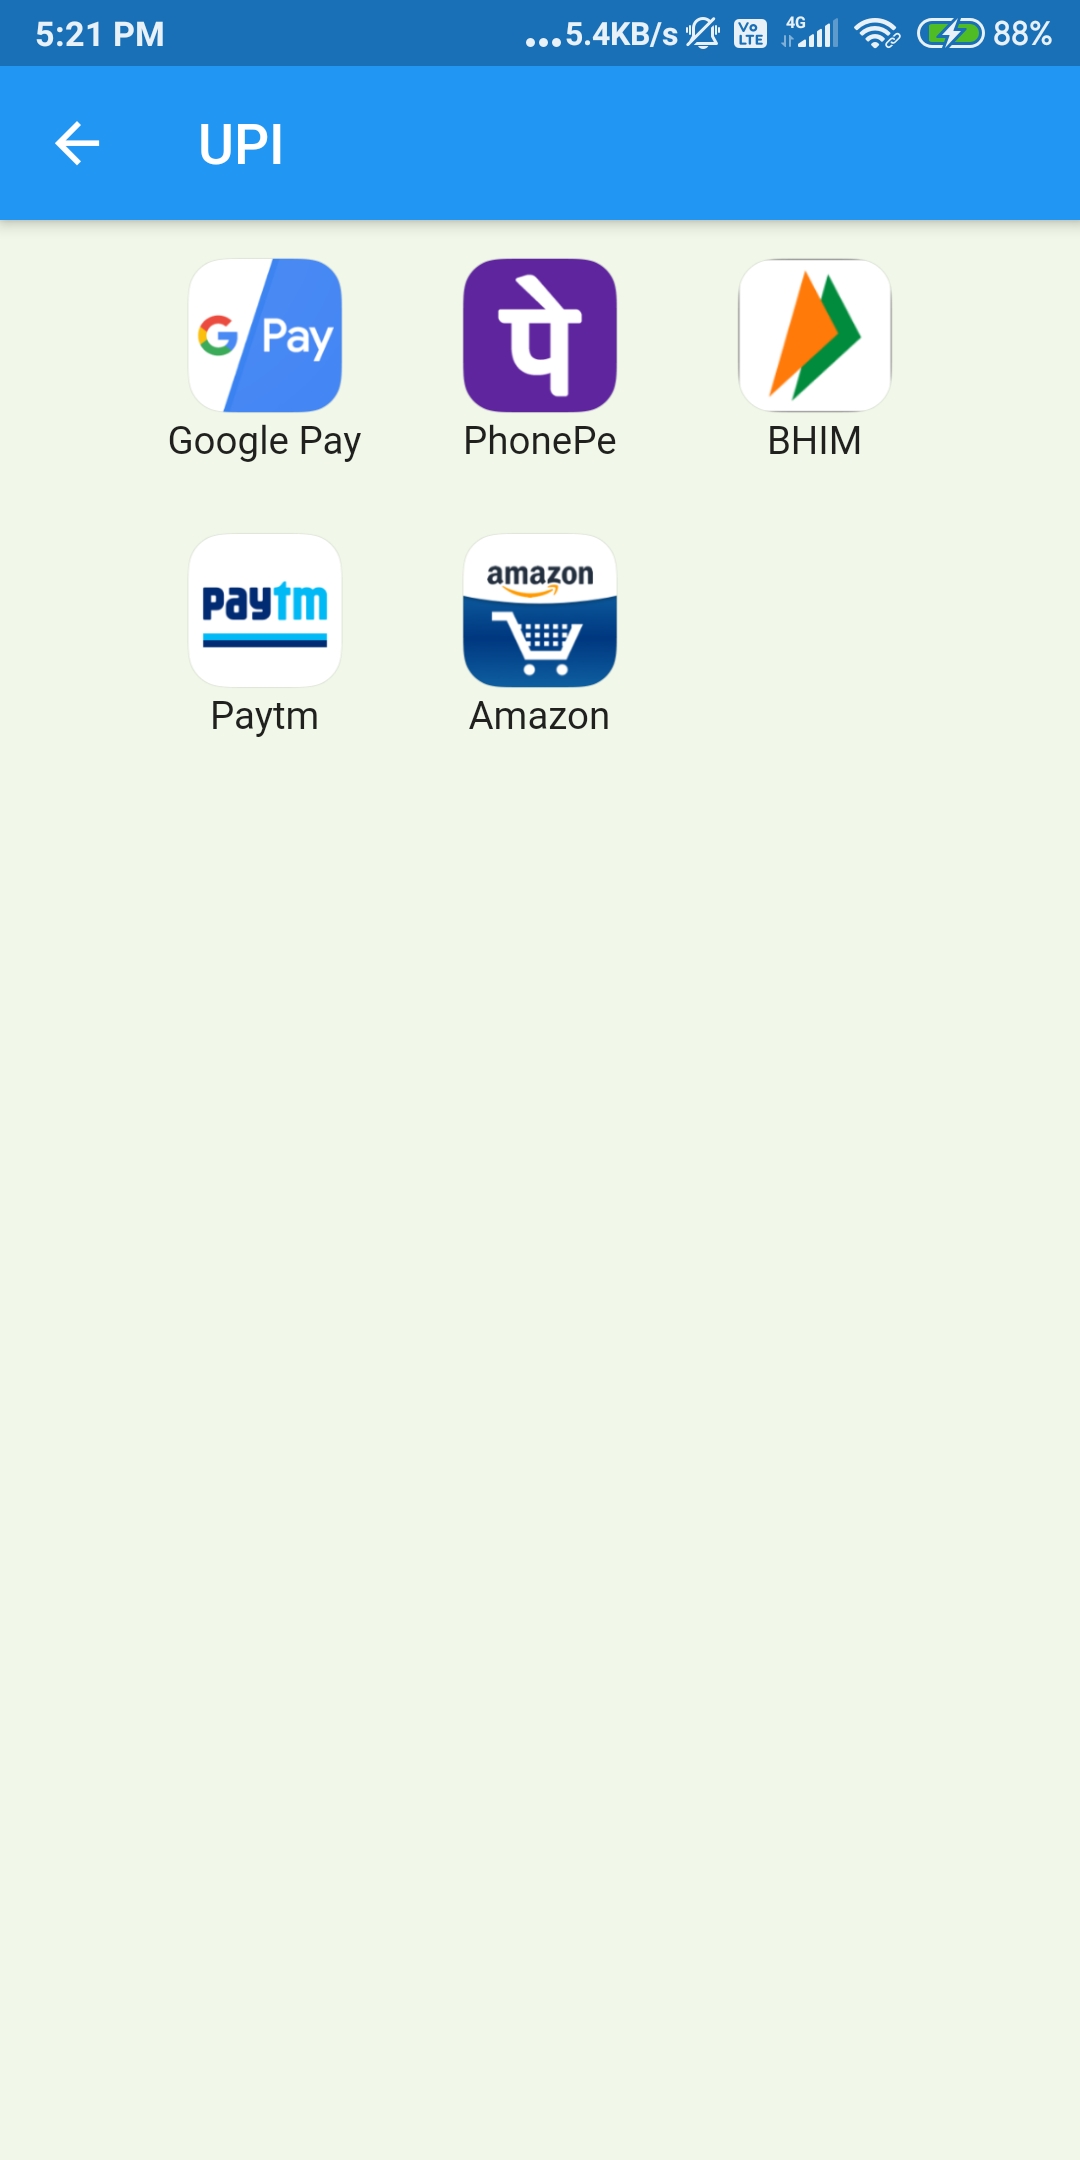 5:21 PM ...5.4KB/s Vo LTE 4G 88%
UPI
G Pay पे
Google Pay PhonePe BHIM
paytm amazon
Paytm Amazon